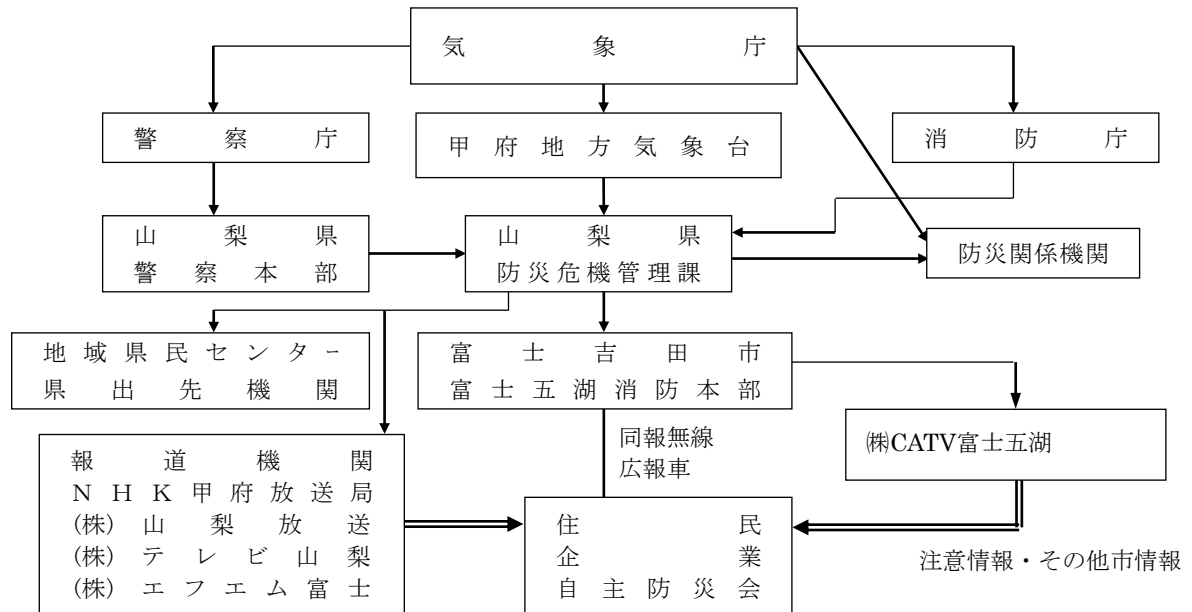 気象庁
警察庁
甲府地方気象台
消防庁
山梨県
警察本部
山梨県
防災危機管理課
防災関係機関
地域県民センター
県出先機関
富士吉田市
富士五湖消防本部
同報無線
広報車
㈱CATV富士五湖
報道機関
NHK甲府放送局
(株)山梨放送
(株)テレビ山梨
(株)エフエム富士
住民
企業
自主防災会
注意情報・その他市情報